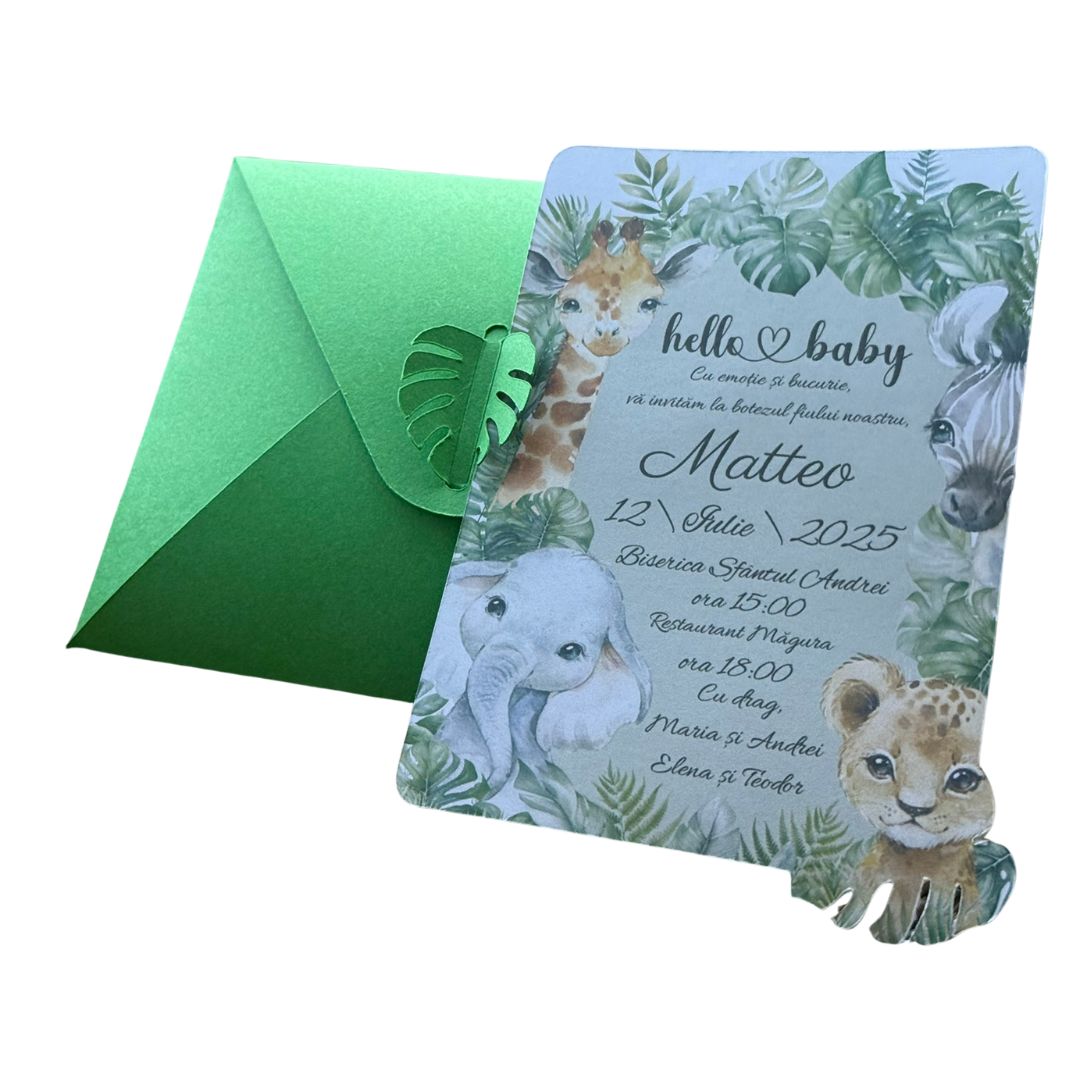 hello ♡ baby
Cu emoție și bucurie,
vă invităm la botezul fiului noastru,
Matteo
12 \ Iulie \ 2025
Biserica Sfântul Andrei
ora 15:00
Restaurant Măgura
ora 18:00
Cu drag,
Maria și Andrei
Elena și Teodor